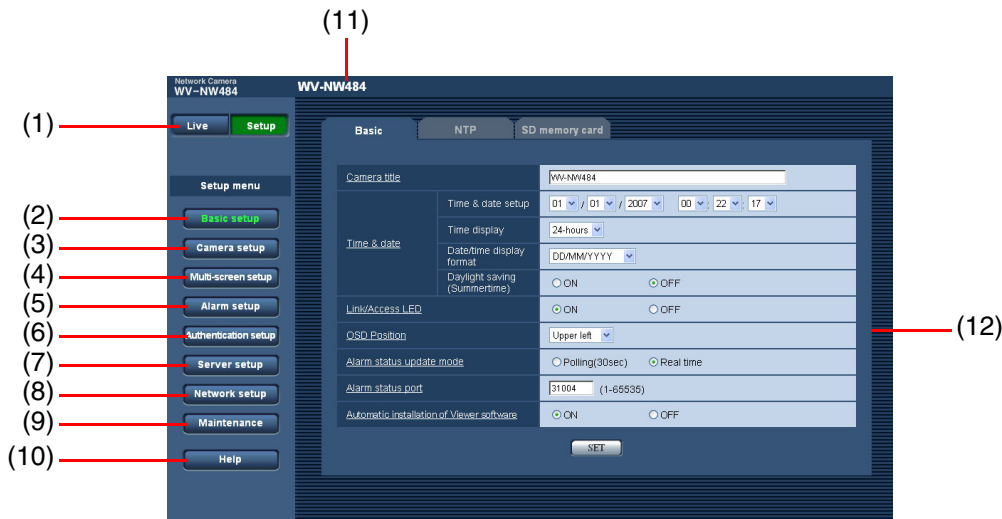 (11)
Network Camera
WV-NW484
WV-NW484
(1)
Live
Setup
Basic
NTP
SD memory card
Setup menu
(2)
Basic setup
(3)
Camera setup
(4)
Multi-screen setup
(5)
Alarm setup
(6)
Authentication setup
(7)
Server setup
(8)
Network setup
(9)
Maintenance
(10)
Help
Camera title
WV-NW484
Time & date
Time & date setup
01 / 01 / 2007 00 : 22 : 17
Time display
24-hours
Date/time display
format
DD/MM/YYYY
Daylight saving
(Summertime)
ON OFF
Link/Access LED
ON OFF
OSD Position
Upper left
(12)
Alarm status update mode
Polling(30sec) Real time
Alarm status port
31004 (1-65535)
Automatic installation of Viewer software
ON OFF
SET